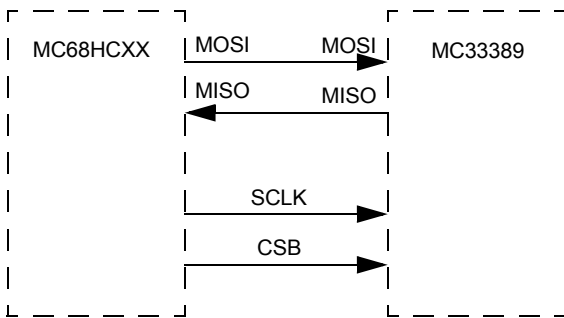 MC68HCXX MOSI MOSI MC33389
MISO MISO
SCLK
CSB